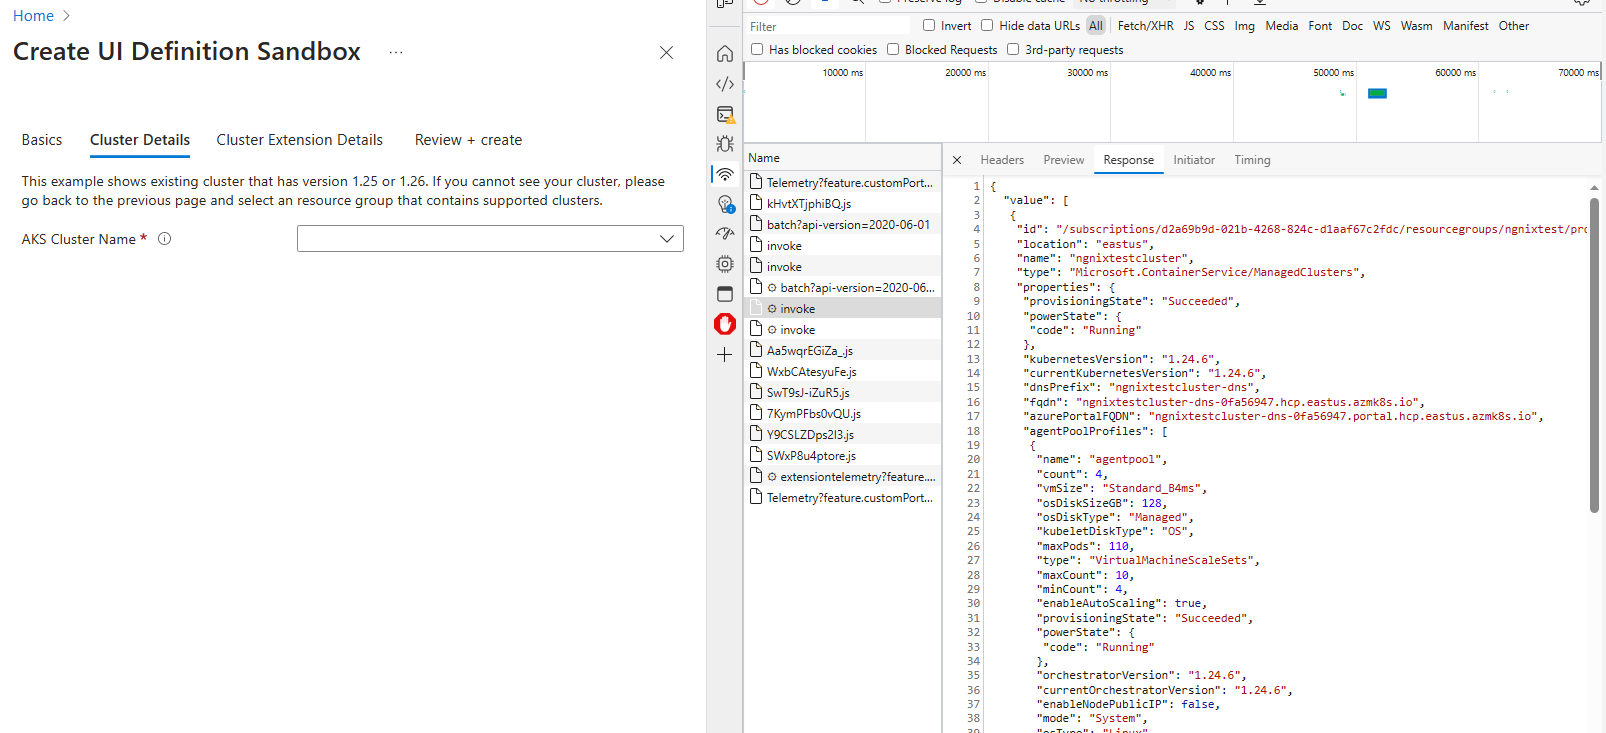 Home
Create UI Definition Sandbox
Basics
Cluster Details
Cluster Extension Details
Review + create
This example shows existing cluster that has version 1.25 or 1.26. If you cannot see your cluster, please
go back to the previous page and select an resource group that contains supported clusters.
AKS Cluster Name *
Filter
Invert
Hide data URLs
All
Fetch/XHR
JS
CSS
Img
Media
Font
Doc
WS
Wasm
Manifest
Other
Has blocked cookies
Blocked Requests
3rd-party requests
10000 ms
20000 ms
30000 ms
40000 ms
50000 ms
60000 ms
70000 ms
Name
Telemetry?feature.customPort...
kHvtXTjphiBQ.js
batch?api-version=2020-06-01
invoke
invoke
batch?api-version=2020-06...
invoke
invoke
Aa5wqrEGiZa_.js
WxbCAtesyuFe.js
SwT9sJ-iZuR5.js
7KymPFbs0vQU.js
Y9CSLZDps2I3.js
SWxP8u4ptore.js
extensiontelemetry?feature....
Telemetry?feature.customPort...
Headers
Preview
Response
Initiator
Timing
1 {
2 "value": [
3 {
4 "id": "/subscriptions/d2a69b9d-021b-4268-824c-d1aaf67c2fdc/resourcegroups/ngnixtest/pro
5 "location": "eastus",
6 "name": "ngnixtestcluster",
7 "type": "Microsoft.ContainerService/ManagedClusters",
8 "properties": {
9 "provisioningState": "Succeeded",
10 "powerState": {
11 "code": "Running"
12 },
13 "kubernetesVersion": "1.24.6",
14 "currentKubernetesVersion": "1.24.6",
15 "dnsPrefix": "ngnixtestcluster-dns",
16 "fqdn": "ngnixtestcluster-dns-0fa56947.hcp.eastus.azmk8s.io",
17 "azurePortalFQDN": "ngnixtestcluster-dns-0fa56947.portal.hcp.eastus.azmk8s.io",
18 "agentPoolProfiles": [
19 {
20 "name": "agentpool",
21 "count": 4,
22 "vmSize": "Standard_B4ms",
23 "osDiskSizeGB": 128,
24 "osDiskType": "Managed",
25 "kubeletDiskType": "OS",
26 "maxPods": 110,
27 "type": "VirtualMachineScaleSets",
28 "maxCount": 10,
29 "minCount": 4,
30 "enableAutoScaling": true,
31 "provisioningState": "Succeeded",
32 "powerState": {
33 "code": "Running"
34 },
35 "orchestratorVersion": "1.24.6",
36 "currentOrchestratorVersion": "1.24.6",
37 "enableNodePublicIP": false,
38 "mode": "System",